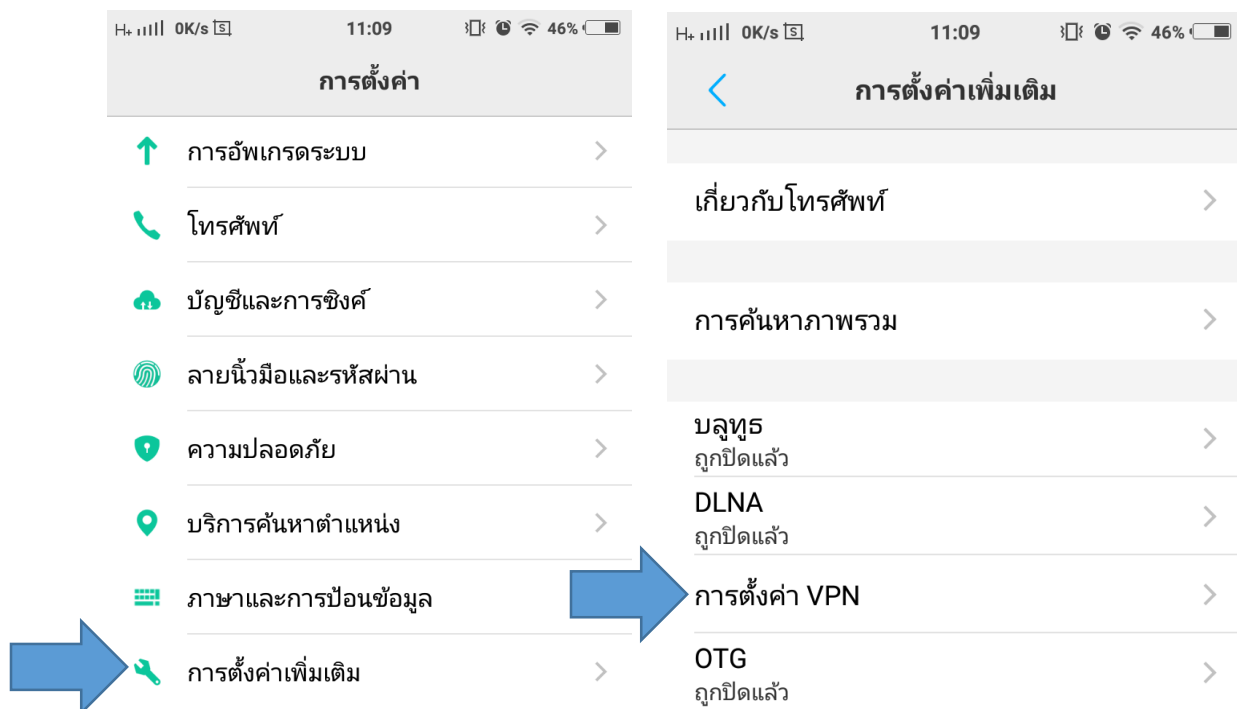 H+ 0K/s S 11:09 46%
การตั้งค่า
การอัพเกรดระบบ
โทรศัพท์
บัญชีและการซิงค์
ลายนิ้วมือและรหัสผ่าน
ความปลอดภัย
บริการค้นหาตำแหน่ง
ภาษาและการป้อนข้อมูล
การตั้งค่าเพิ่มเติม
H+ 0K/s S 11:09 46%
การตั้งค่าเพิ่มเติม
เกี่ยวกับโทรศัพท์
การค้นหาภาพรวม
บลูทูธ
ถูกปิดแล้ว
DLNA
ถูกปิดแล้ว
การตั้งค่า VPN
OTG
ถูกปิดแล้ว